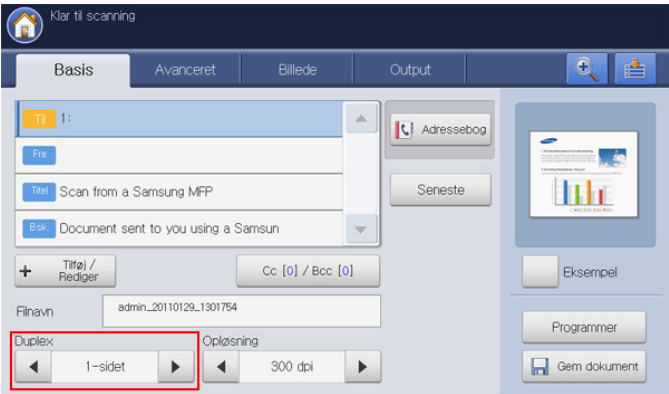 Klar til scanning
Basis
Avanceret
Billede
Output
Til 1:
Fra
Titel Scan from a Samsung MFP
Bsk. Document sent to you using a Samsun
Adressebog
Seneste
+ Tilføj /
Rediger
Cc [0] / Bcc [0]
Filnavn admin_20110129_1301754
Duplex
1-sidet
Opløsning
300 dpi
Eksempel
Programmer
Gem dokument